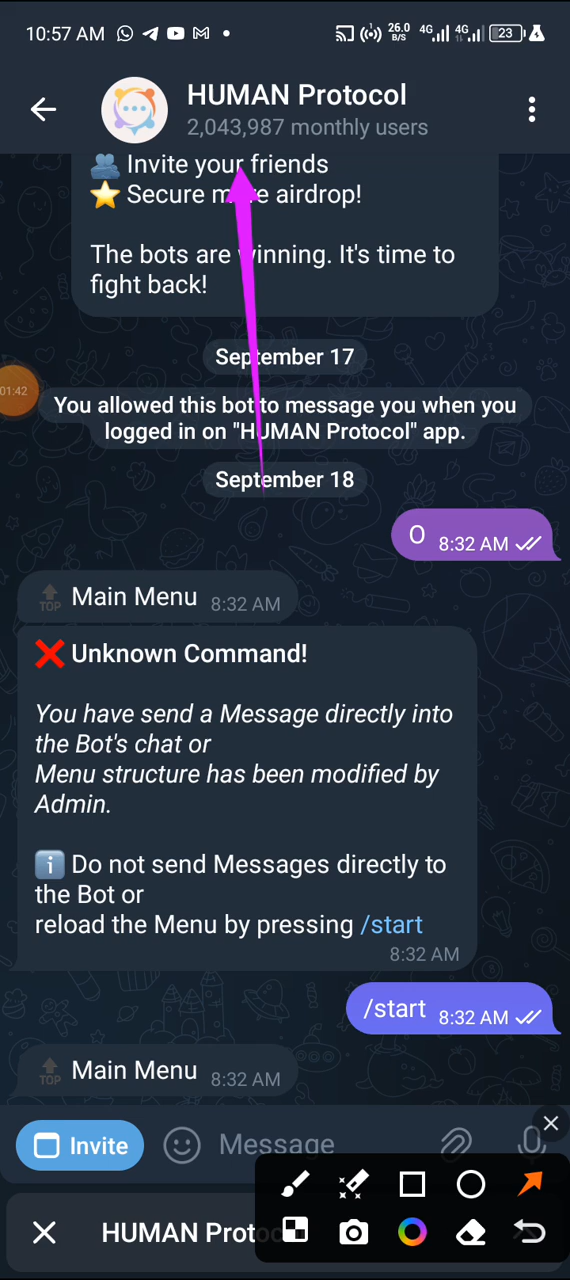 10:57 AM
26.0
B/S
4G
4G
23
HUMAN Protocol
2,043,987 monthly users
Invite your friends
Secure more airdrop!
The bots are winning. It's time to
fight back!
September 17
01:42
You allowed this bot to message you when you
logged in on "HUMAN Protocol" app.
September 18
O 8:32 AM
TOP Main Menu 8:32 AM
Unknown Command!
You have send a Message directly into
the Bot's chat or
Menu structure has been modified by
Admin.
Do not send Messages directly to
the Bot or
reload the Menu by pressing /start
8:32 AM
/start 8:32 AM
TOP Main Menu 8:32 AM
Invite
Message
HUMAN